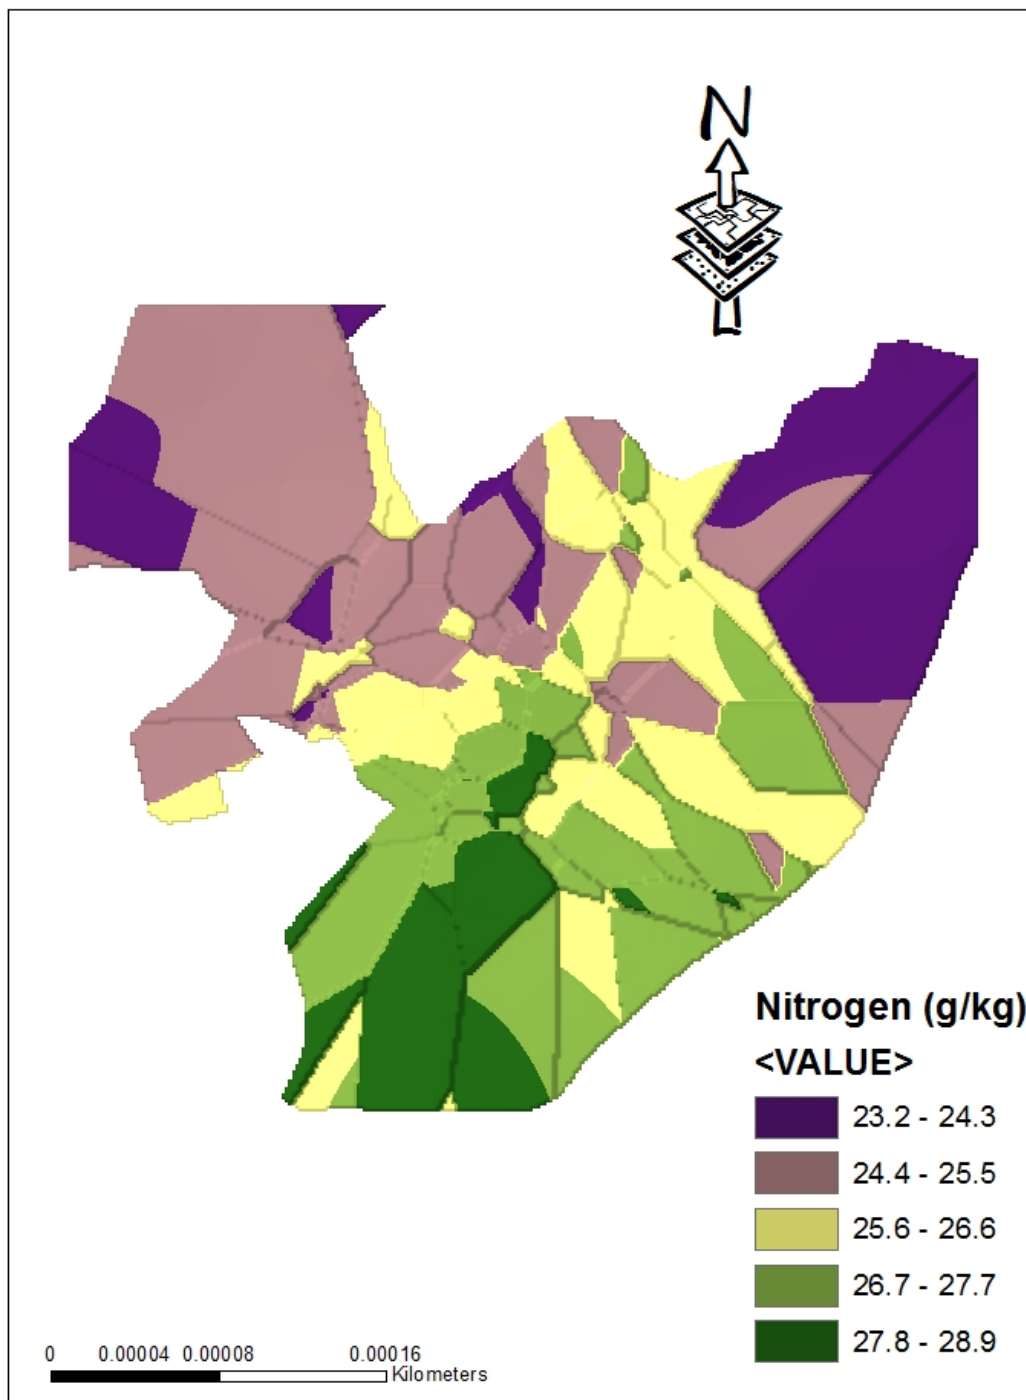 N
Nitrogen (g/kg)
<VALUE>
23.2 - 24.3
24.4 - 25.5
25.6 - 26.6
26.7 - 27.7
27.8 - 28.9
0 0.00004 0.00008 0.00016
Kilometers